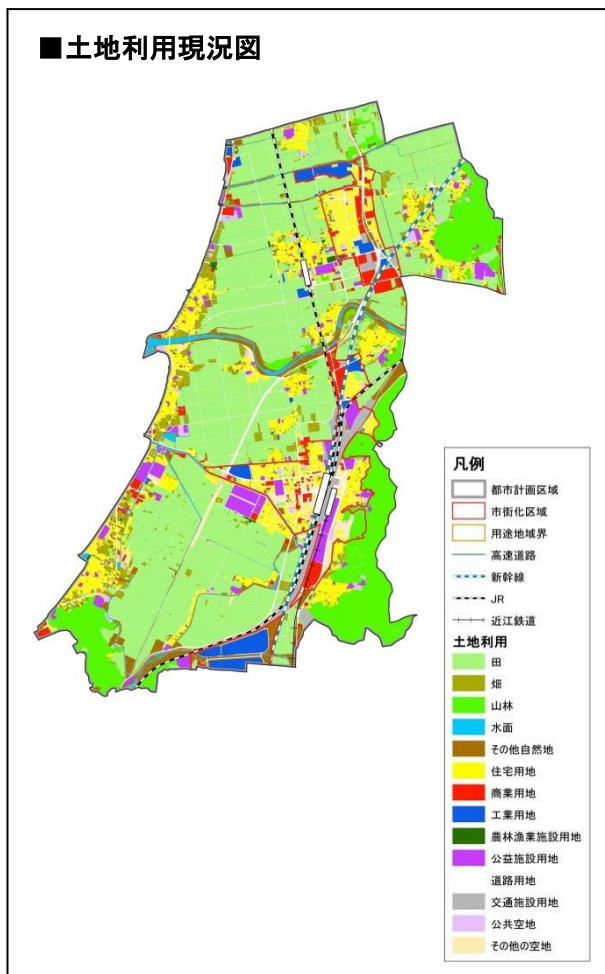 ■土地利用現況図
凡例
都市計画区域
市街化区域
用途地域界
高速道路
新幹線
JR
近江鉄道
土地利用
田
畑
山林
水面
その他自然地
住宅用地
商業用地
工業用地
農林漁業施設用地
公益施設用地
道路用地
交通施設用地
公共空地
その他の空地